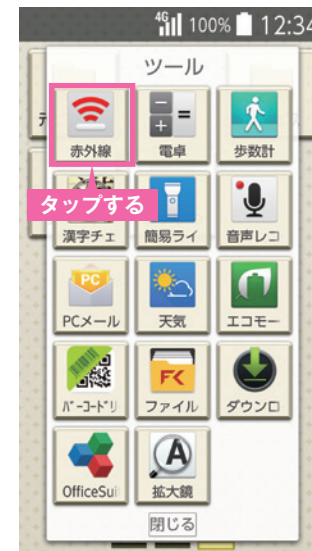 4G 100% 12:34
ツール
赤外線 電卓 歩数計
タップする
漢字チェ 簡易ライ 音声レコ
PC
PCメール 天気 エコモー
FK
バーコードリ ファイル ダウンロ
A
OfficeSui 拡大鏡
閉じる